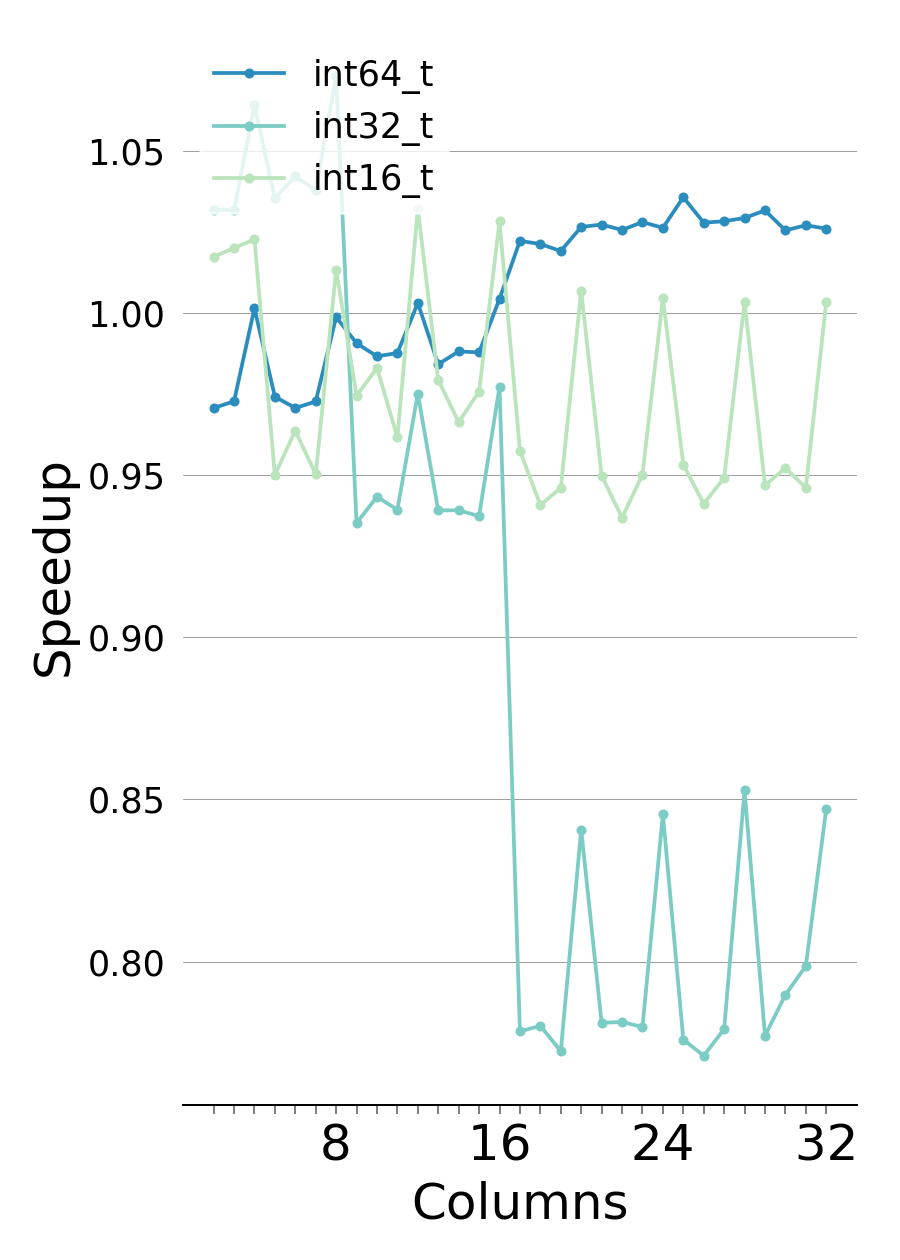 int64_t
int32_t
int16_t
1.05
1.00
0.95
0.90
0.85
0.80
Speedup
8 16 24 32
Columns